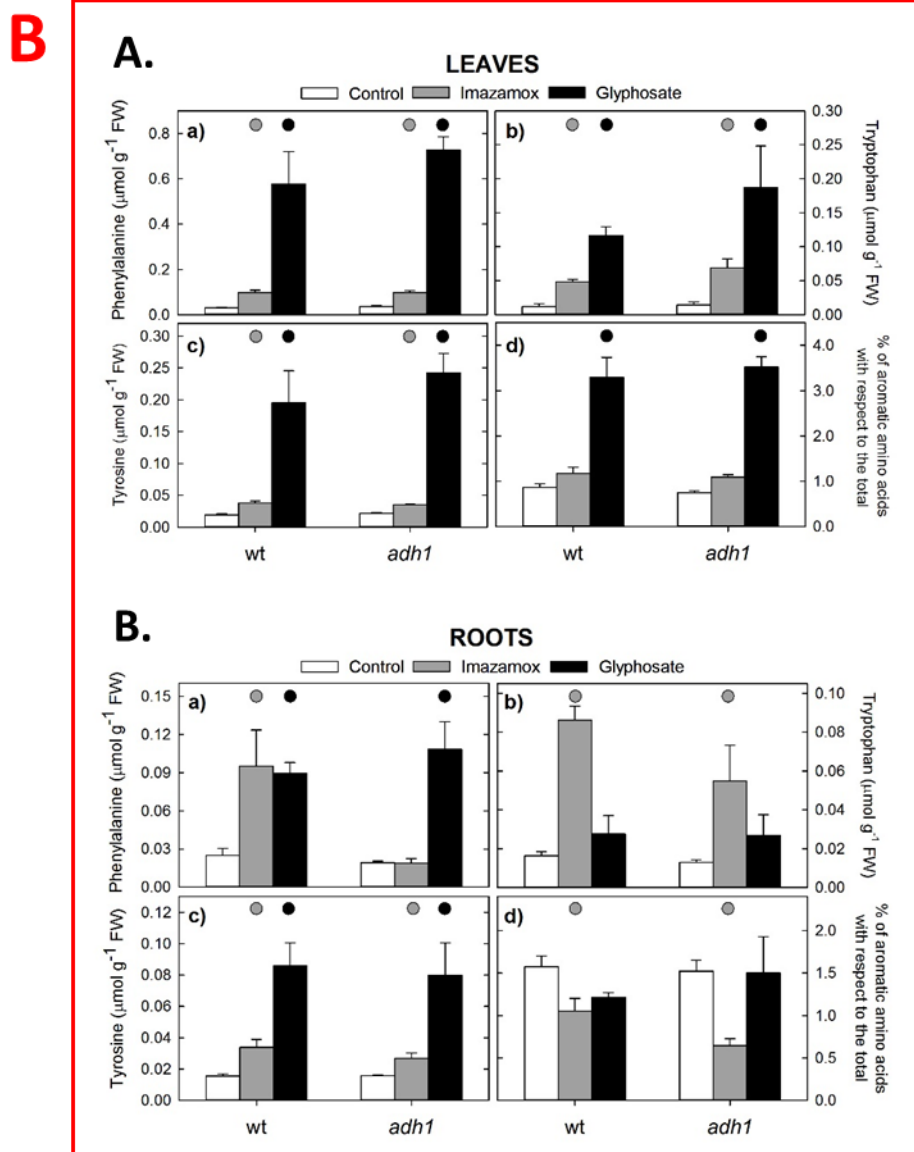 B
A.
LEAVES
Control Imazamox Glyphosate
a)
Phenylalanine (µmol g⁻¹ FW)
0.8
0.6
0.4
0.2
0.0
b)
0.30
0.25
0.20
0.15
0.10
0.05
0.00
Tryptophan (µmol g⁻¹ FW)
c)
Tyrosine (µmol g⁻¹ FW)
0.30
0.25
0.20
0.15
0.10
0.05
0.00
d)
4.0
3.0
2.0
1.0
0.0
% of aromatic amino acids
with respect to the total
wt adh1 wt adh1
B.
ROOTS
Control Imazamox Glyphosate
a)
Phenylalanine (µmol g⁻¹ FW)
0.15
0.12
0.09
0.06
0.03
0.00
b)
0.10
0.08
0.06
0.04
0.02
0.00
Tryptophan (µmol g⁻¹ FW)
c)
Tyrosine (µmol g⁻¹ FW)
0.12
0.10
0.08
0.06
0.04
0.02
0.00
d)
2.0
1.5
1.0
0.5
0.0
% of aromatic amino acids
with respect to the total
wt adh1 wt adh1